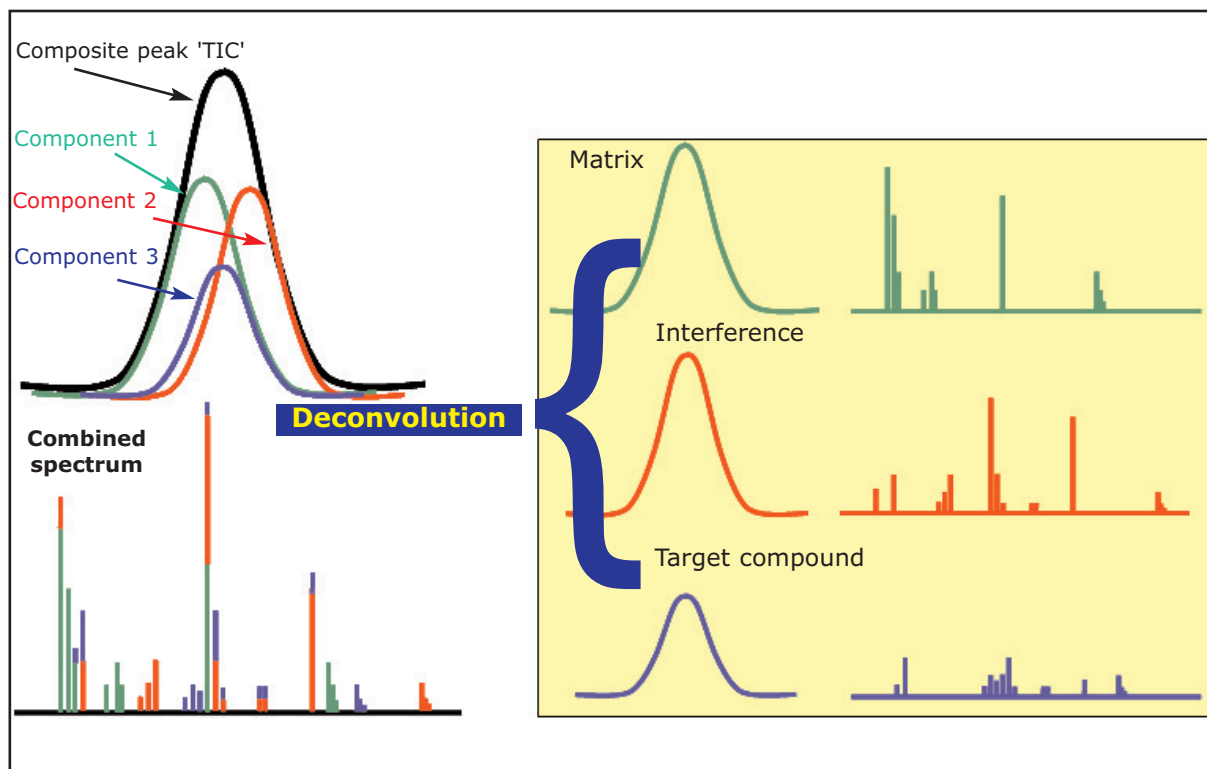 Composite peak 'TIC'
Component 1
Component 2
Component 3
Combined
spectrum
Deconvolution
Matrix
Interference
Target compound